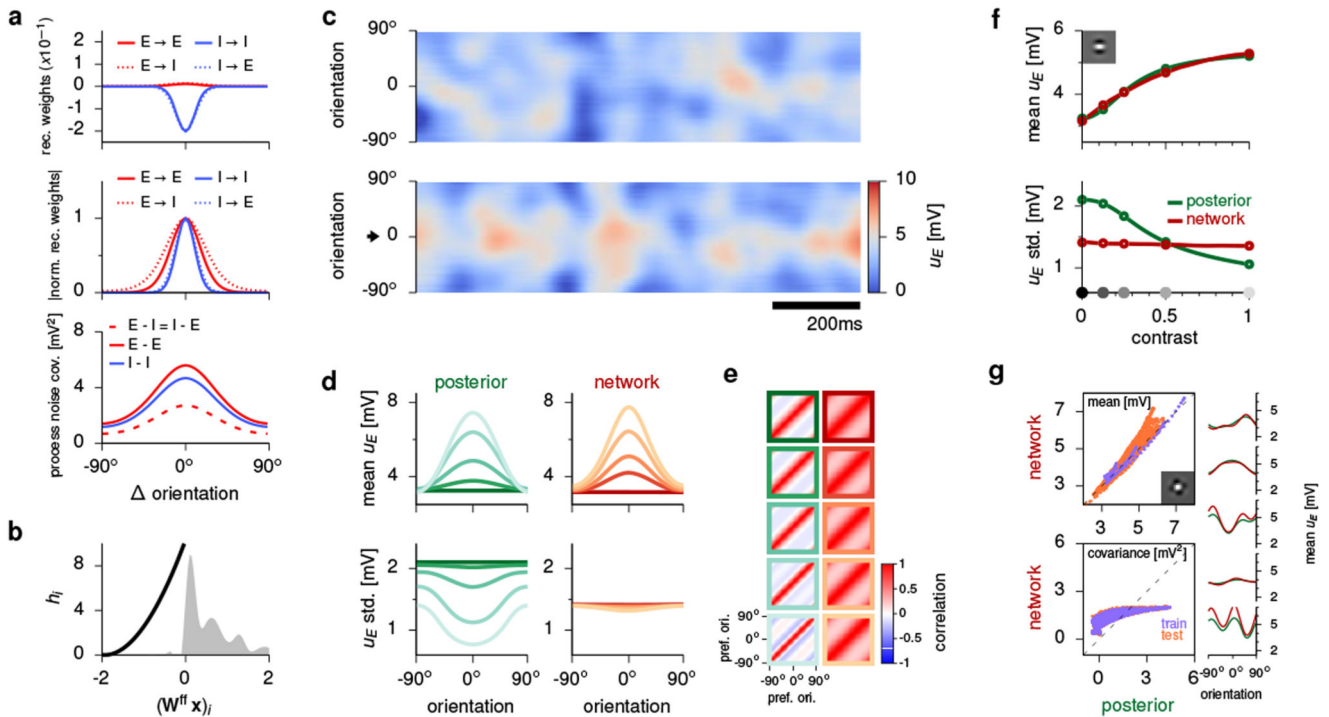 a
rec. weights (x10⁻¹)
2
1
0
-1
-2
E → E
I → I
E → I
I → E
|norm. rec. weights|
1
0
E → E
I → I
E → I
I → E
process noise cov. [mV²]
8
4
0
E - I = I - E
E - E
I - I
-90°
0°
90°
Δ orientation
b
hᵢ
8
4
0
-2
0
2
(Wᶠᶠ x)ᵢ
c
orientation
90°
0
-90°
orientation
90°
0
-90°
10
5
0
u_E [mV]
200ms
d
posterior
network
mean u_E [mV]
8
4
8
4
u_E std. [mV]
2
1
2
1
-90°
0°
90°
-90°
0°
90°
orientation
orientation
e
1
0.5
0
-0.5
-1
correlation
pref. ori.
90°
0°
-90°
-90° 0° 90°
pref. ori.
f
mean u_E [mV]
6
4
u_E std. [mV]
2
1
posterior
network
0
0.5
1
contrast
g
network
mean [mV]
7
5
3
3
5
7
network
covariance [mV²]
6
3
0
train
test
0
3
6
posterior
5
2
5
2
5
2
5
2
5
2
mean u_E [mV]
-90°
0°
90°
orientation